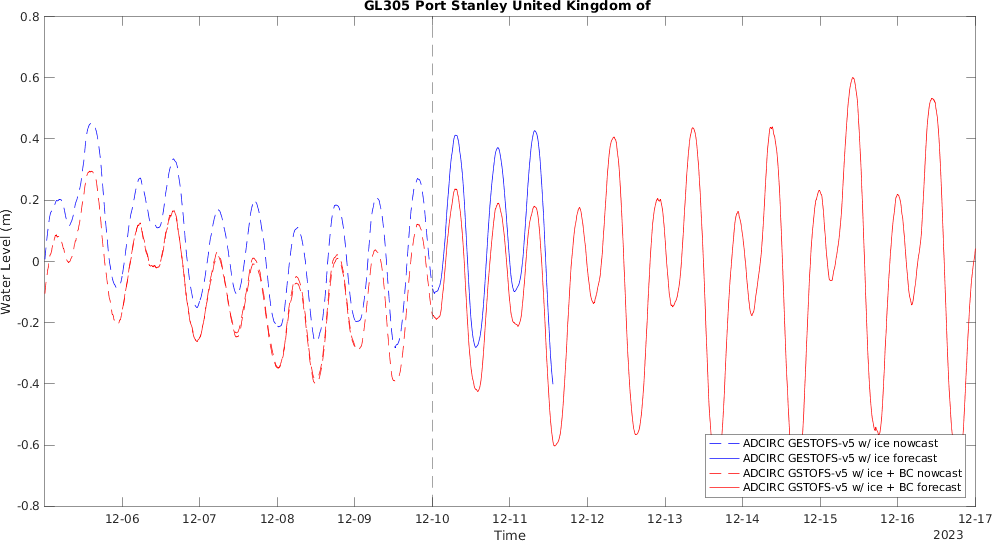 GL305 Port Stanley United Kingdom of
0.8
0.6
0.4
0.2
0
-0.2
-0.4
-0.6
-0.8
Water Level (m)
ADCIRC GESTOFS-v5 w/ ice nowcast
ADCIRC GESTOFS-v5 w/ ice forecast
ADCIRC GSTOFS-v5 w/ ice + BC nowcast
ADCIRC GSTOFS-v5 w/ ice + BC forecast
12-06 12-07 12-08 12-09 12-10 12-11 12-12 12-13 12-14 12-15 12-16 12-17
Time
2023